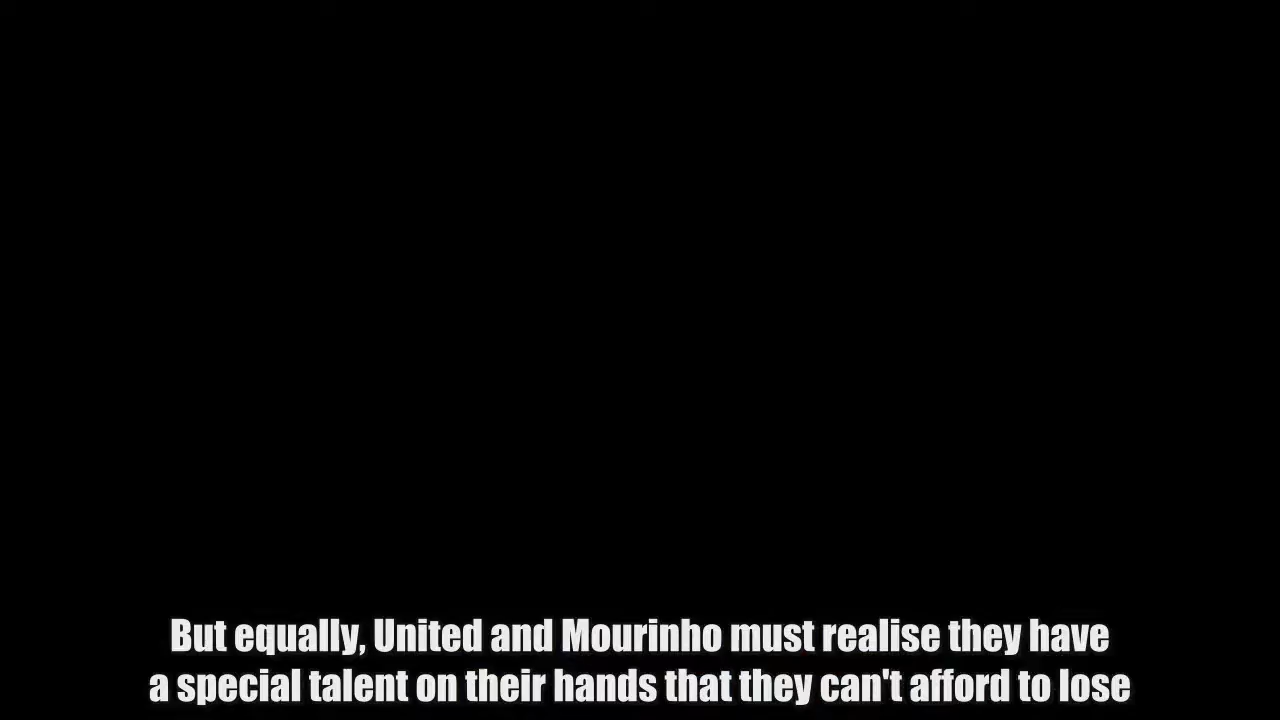 But equally, United and Mourinho must realise they have
a special talent on their hands that they can't afford to lose